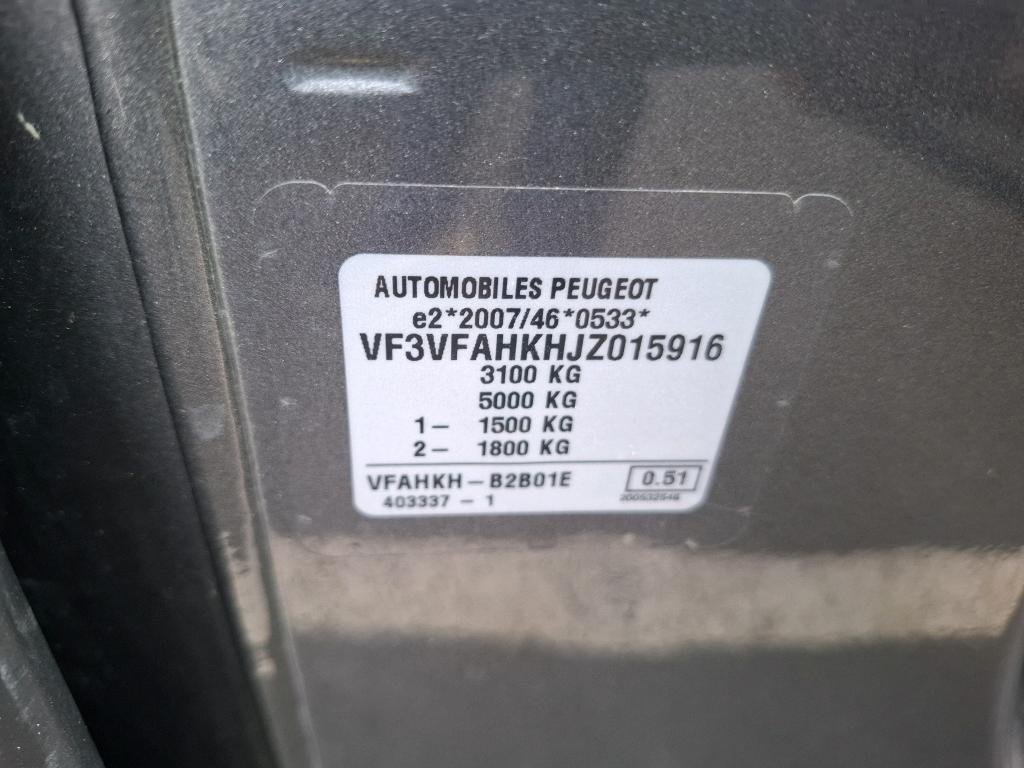 AUTOMOBILES PEUGEOT
e2*2007/46*0533*
VF3VFAHKHJZ015916
3100 KG
5000 KG
1- 1500 KG
2- 1800 KG
VFAHKH-B2B01E 0.51
403337-1 200532546